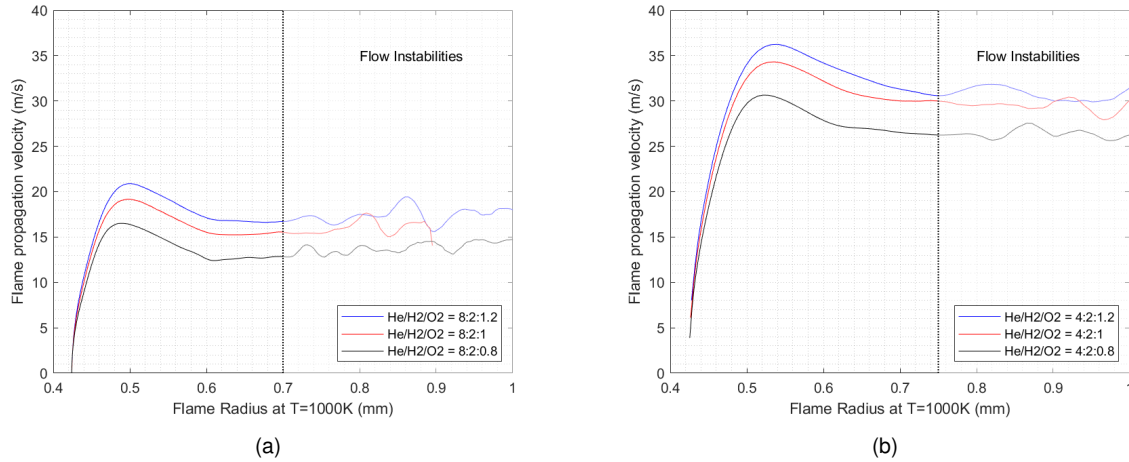 40
35
30
25
20
15
10
5
0
Flame propagation velocity (m/s)
Flow Instabilities
He/H2/O2 = 8:2:1.2
He/H2/O2 = 8:2:1
He/H2/O2 = 8:2:0.8
0.4 0.5 0.6 0.7 0.8 0.9 1
Flame Radius at T=1000K (mm)
(a)
40
35
30
25
20
15
10
5
0
Flame propagation velocity (m/s)
Flow Instabilities
He/H2/O2 = 4:2:1.2
He/H2/O2 = 4:2:1
He/H2/O2 = 4:2:0.8
0.4 0.5 0.6 0.7 0.8 0.9 1
Flame Radius at T=1000K (mm)
(b)